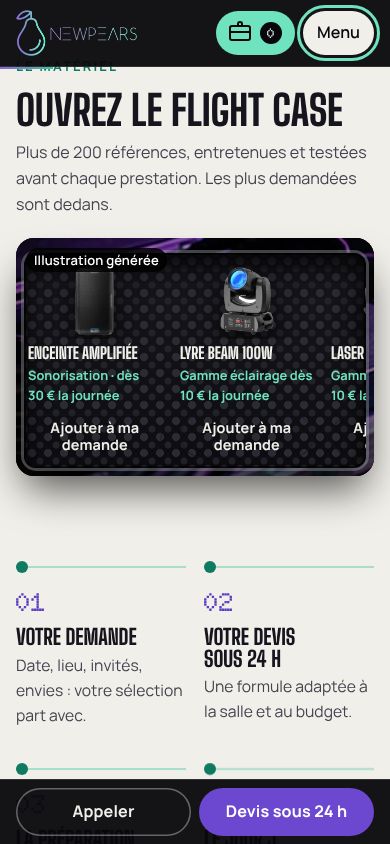 NEWPEARS
0
Menu
LE MATÉRIEL
OUVREZ LE FLIGHT CASE
Plus de 200 références, entretenues et testées
avant chaque prestation. Les plus demandées
sont dedans.
Illustration générée
ENCEINTE AMPLIFIÉE
Sonorisation · dès
30 € la journée
Ajouter à ma
demande
LYRE BEAM 100W
Gamme éclairage dès
10 € la journée
Ajouter à ma
demande
LASER
01
VOTRE DEMANDE
Date, lieu, invités,
envies : votre sélection
part avec.
02
VOTRE DEVIS
SOUS 24 H
Une formule adaptée à
la salle et au budget.
03
LA PRÉPARATION
Appeler
Devis sous 24 h